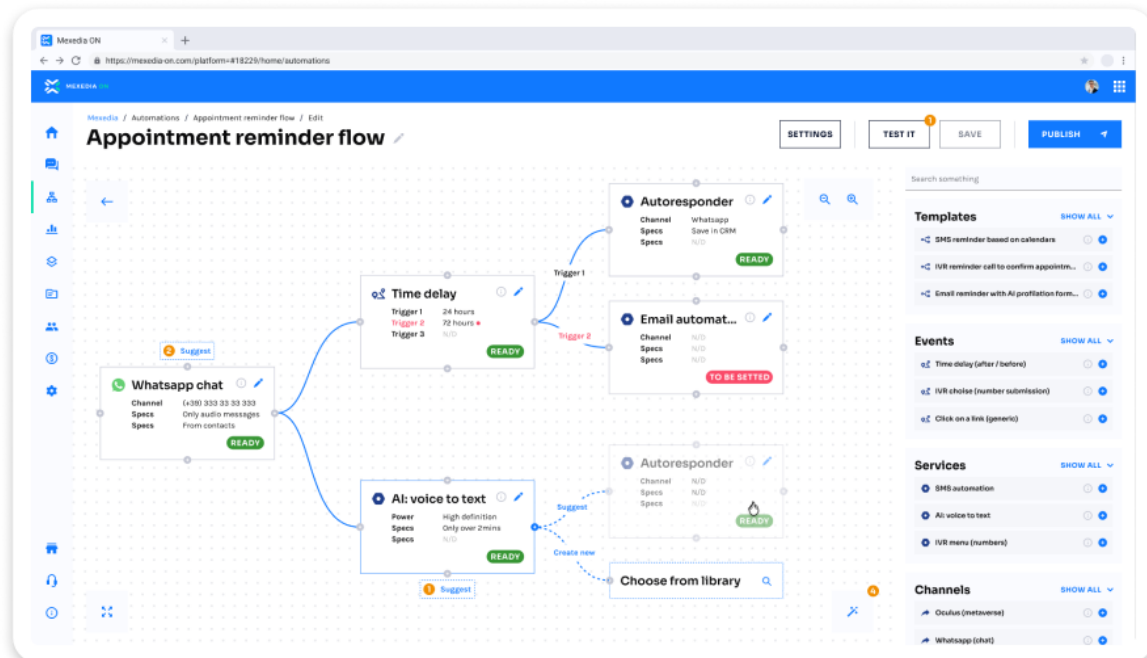 Mexedia ON
https://mexedia-on.com/platform=#18229/home/automations
MEXEDIA ON
Mexedia / Automations / Appointment reminder flow / Edit
Appointment reminder flow
SETTINGS
TEST IT
1
SAVE
PUBLISH
Search something
Autoresponder
Channel Whatsapp
Specs Save in CRM
Specs N/D
READY
Trigger 1
Time delay
Trigger 1 24 hours
Trigger 2 72 hours
Trigger 3 N/D
READY
Trigger 2
Email automat...
Channel N/D
Specs N/D
Specs N/D
TO BE SETTED
2 Suggest
Whatsapp chat
Channel (+39) 333 33 33 333
Specs Only audio messages
Specs From contacts
READY
AI: voice to text
Power High definition
Specs Only over 2mins
Specs N/D
READY
1 Suggest
Suggest
Create new
Autoresponder
Channel N/D
Specs N/D
Specs N/D
READY
Choose from library
4
Templates SHOW ALL
SMS reminder based on calendars
IVR reminder call to confirm appointm...
Email reminder with AI profilation form...
Events SHOW ALL
Time delay (after / before)
IVR choise (number submission)
Click on a link (generic)
Services SHOW ALL
SMS automation
AI: voice to text
IVR menu (numbers)
Channels SHOW ALL
Oculus (metaverse)
Whatsapp (chat)